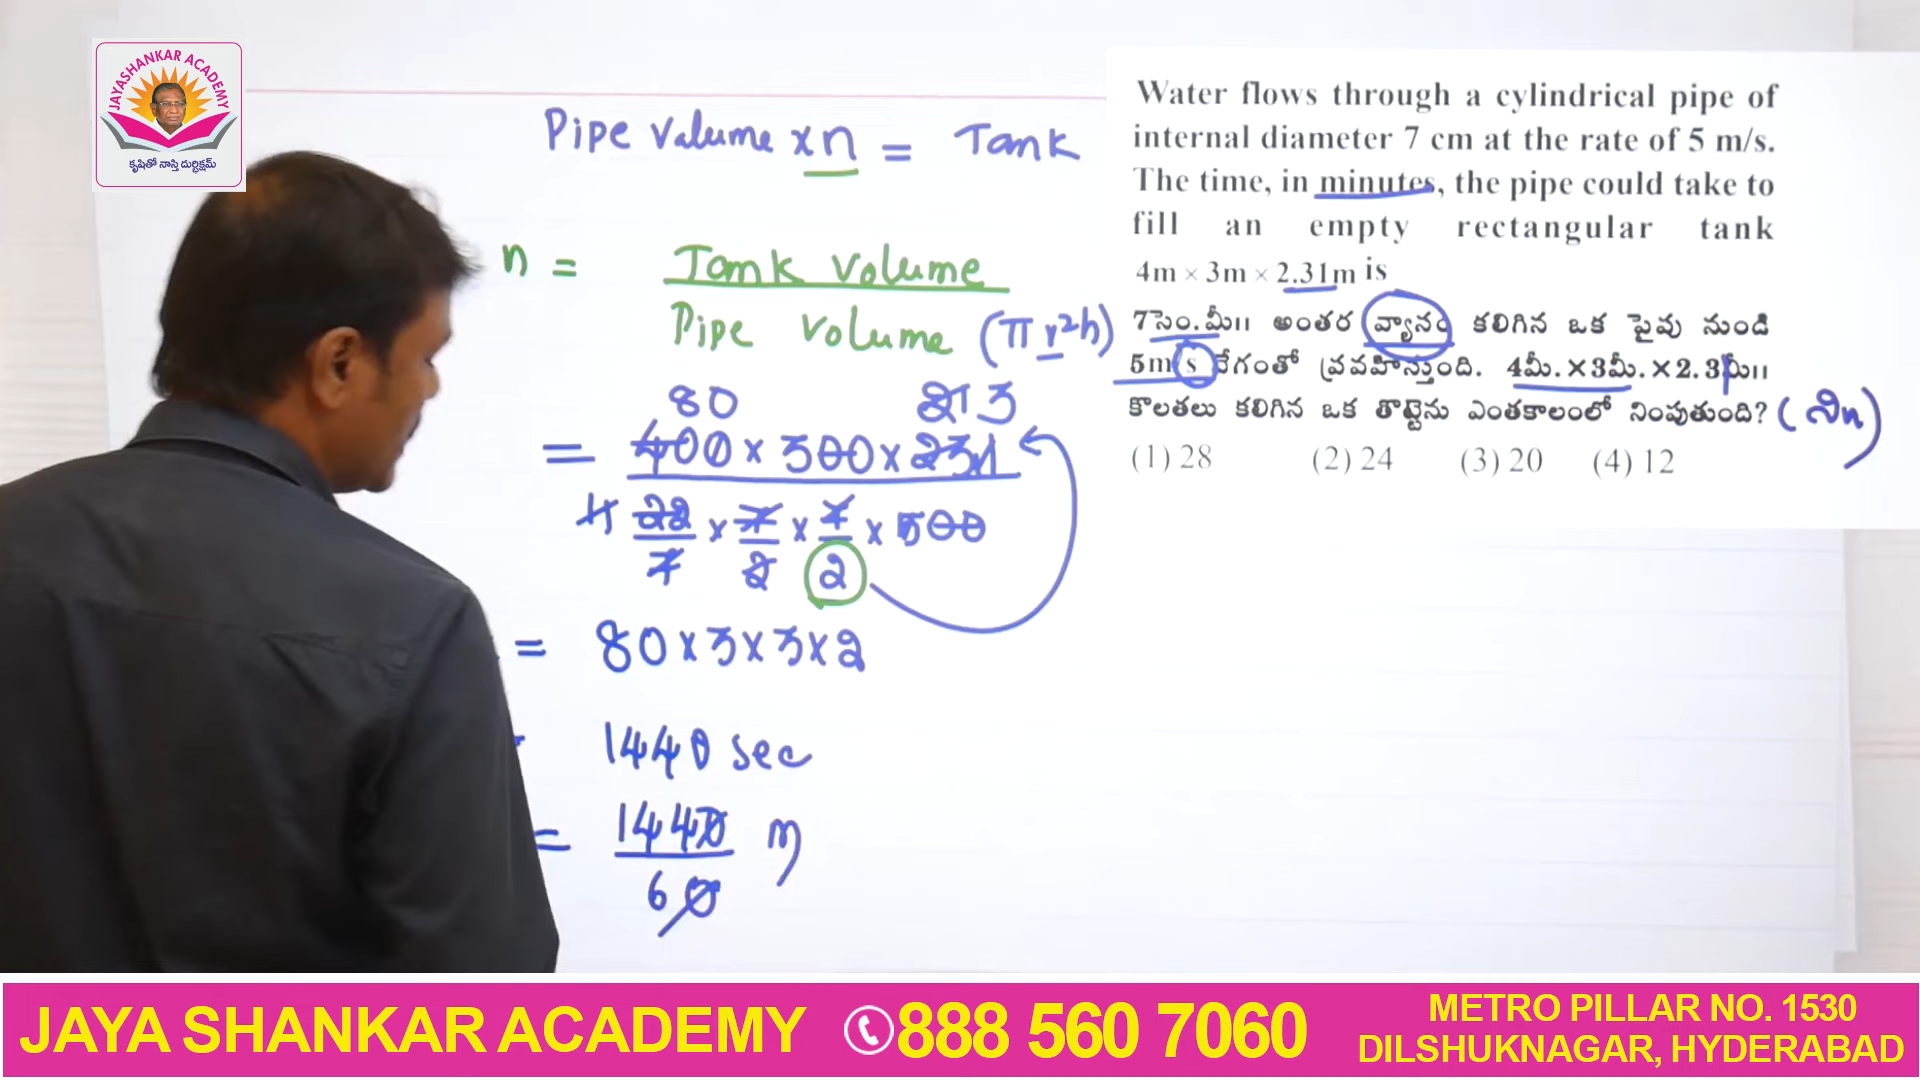 JAYASHANKAR ACADEMY
కృషితో నాస్తి దుర్భిక్షమ్
Pipe Valume × n = Tank
n = Tank Volume
Pipe Volume (πr²h)
80 21 3
= 400 × 300 × 231
11 22 × 7 × 7 × 500
7 2 2
= 80 × 3 × 3 × 2
1440 sec
= 1440 m
60
Water flows through a cylindrical pipe of
internal diameter 7 cm at the rate of 5 m/s.
The time, in minutes, the pipe could take to
fill an empty rectangular tank
4m × 3m × 2.31m is
7సెం.మీ।। అంతర వ్యాసం కలిగిన ఒక పైపు నుండి
5m s వేగంతో ప్రవహిస్తుంది. 4మీ.×3మీ.×2.31మీ।।
కొలతలు కలిగిన ఒక తొట్టెను ఎంతకాలంలో నింపుతుంది?
(1) 28 (2) 24 (3) 20 (4) 12
JAYA SHANKAR ACADEMY
888 560 7060
METRO PILLAR NO. 1530
DILSHUKNAGAR, HYDERABAD